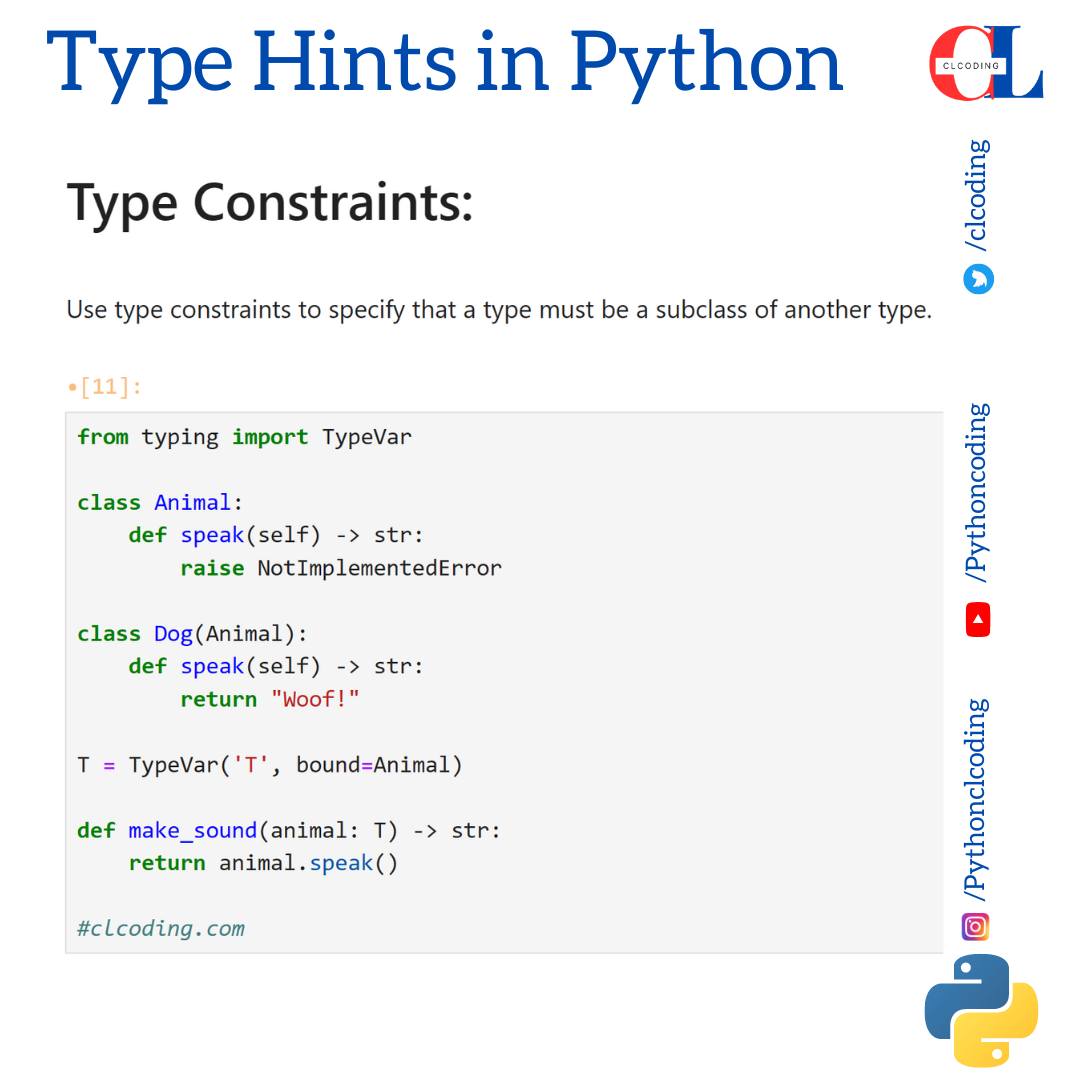 Type Hints in Python
CLCODING
Type Constraints:
Use type constraints to specify that a type must be a subclass of another type.
•[11]:
from typing import TypeVar
class Animal:
    def speak(self) -> str:
        raise NotImplementedError
class Dog(Animal):
    def speak(self) -> str:
        return "Woof!"
T = TypeVar('T', bound=Animal)
def make_sound(animal: T) -> str:
    return animal.speak()
#clcoding.com
/clcoding
/Pythoncoding
/Pythonclcoding